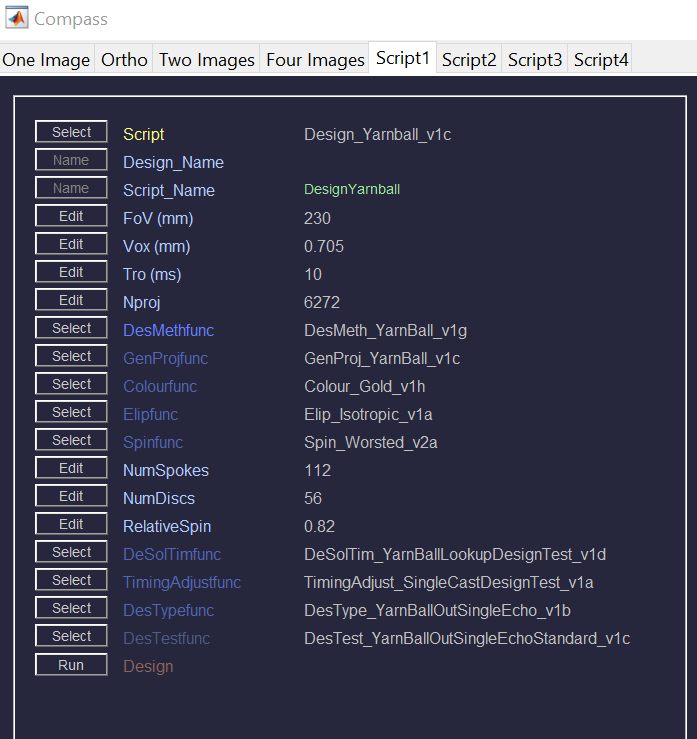 Compass
One Image Ortho Two Images Four Images Script1 Script2 Script3 Script4
Select Script Design_Yarnball_v1c
Name Design_Name
Name Script_Name DesignYarnball
Edit FoV (mm) 230
Edit Vox (mm) 0.705
Edit Tro (ms) 10
Edit Nproj 6272
Select DesMethfunc DesMeth_YarnBall_v1g
Select GenProjfunc GenProj_YarnBall_v1c
Select Colourfunc Colour_Gold_v1h
Select Elipfunc Elip_Isotropic_v1a
Select Spinfunc Spin_Worsted_v2a
Edit NumSpokes 112
Edit NumDiscs 56
Edit RelativeSpin 0.82
Select DeSolTimfunc DeSolTim_YarnBallLookupDesignTest_v1d
Select TimingAdjustfunc TimingAdjust_SingleCastDesignTest_v1a
Select DesTypefunc DesType_YarnBallOutSingleEcho_v1b
Select DesTestfunc DesTest_YarnBallOutSingleEchoStandard_v1c
Run Design